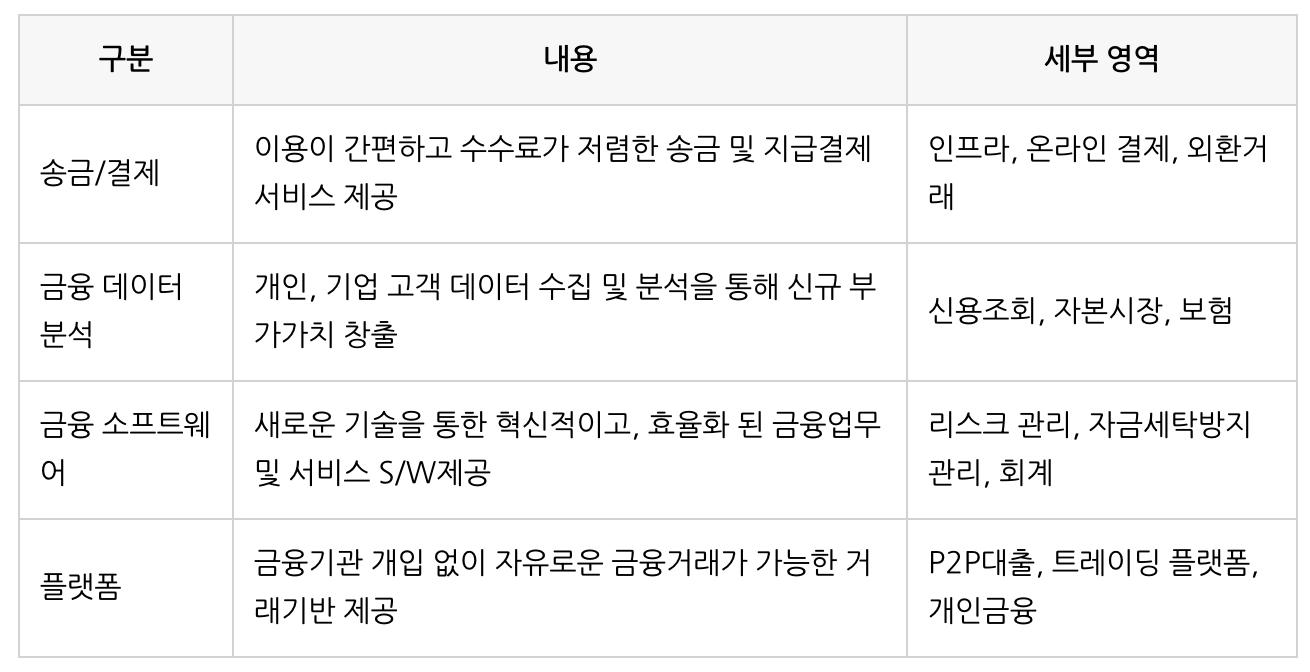 구분
내용
세부 영역
송금/결제
이용이 간편하고 수수료가 저렴한 송금 및 지급결제
서비스 제공
인프라, 온라인 결제, 외환거
래
금융 데이터
분석
개인, 기업 고객 데이터 수집 및 분석을 통해 신규 부
가가치 창출
신용조회, 자본시장, 보험
금융 소프트웨
어
새로운 기술을 통한 혁신적이고, 효율화 된 금융업무
및 서비스 S/W제공
리스크 관리, 자금세탁방지
관리, 회계
플랫폼
금융기관 개입 없이 자유로운 금융거래가 가능한 거
래기반 제공
P2P대출, 트레이딩 플랫폼,
개인금융